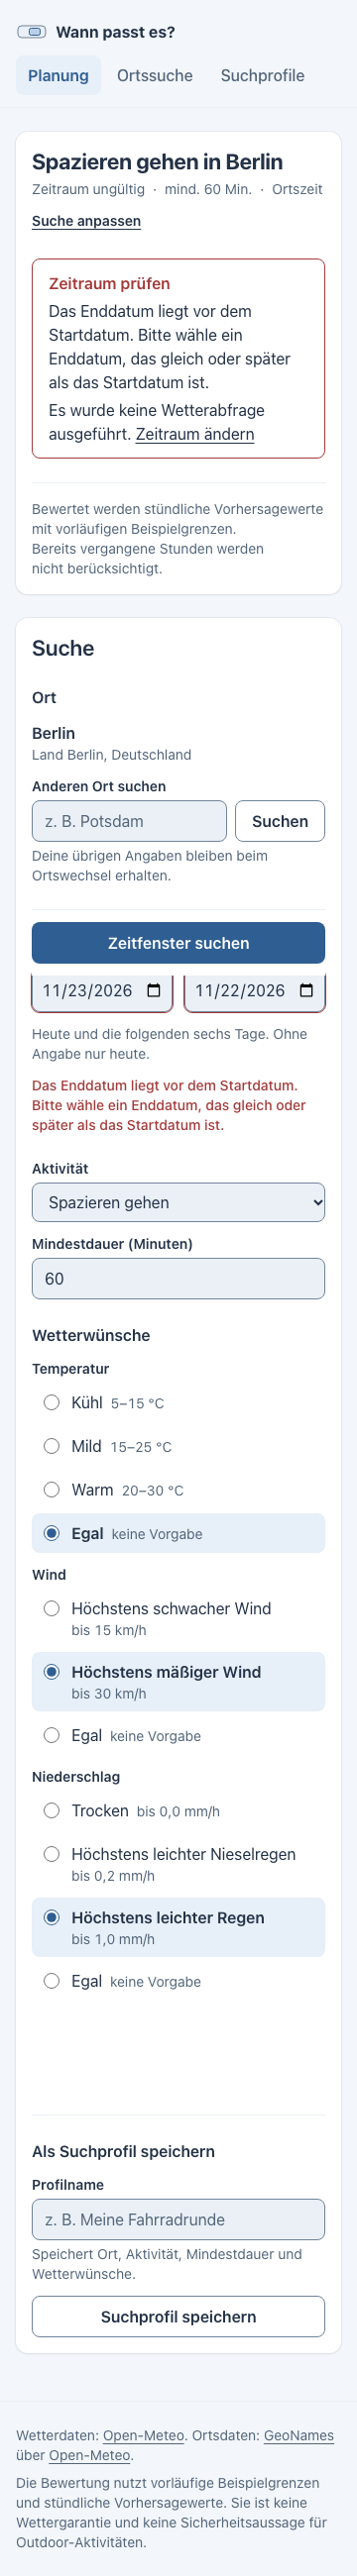 Wann passt es?
Planung Ortssuche Suchprofile
Spazieren gehen in Berlin
Zeitraum ungültig · mind. 60 Min. · Ortszeit
Suche anpassen
Zeitraum prüfen
Das Enddatum liegt vor dem
Startdatum. Bitte wähle ein
Enddatum, das gleich oder später
als das Startdatum ist.
Es wurde keine Wetterabfrage
ausgeführt. Zeitraum ändern
Bewertet werden stündliche Vorhersagewerte
mit vorläufigen Beispielgrenzen.
Bereits vergangene Stunden werden
nicht berücksichtigt.
Suche
Ort
Berlin
Land Berlin, Deutschland
Anderen Ort suchen
z. B. Potsdam Suchen
Deine übrigen Angaben bleiben beim
Ortswechsel erhalten.
Zeitfenster suchen
11/23/2026 11/22/2026
Heute und die folgenden sechs Tage. Ohne
Angabe nur heute.
Das Enddatum liegt vor dem Startdatum.
Bitte wähle ein Enddatum, das gleich oder
später als das Startdatum ist.
Aktivität
Spazieren gehen
Mindestdauer (Minuten)
60
Wetterwünsche
Temperatur
Kühl 5–15 °C
Mild 15–25 °C
Warm 20–30 °C
Egal keine Vorgabe
Wind
Höchstens schwacher Wind
bis 15 km/h
Höchstens mäßiger Wind
bis 30 km/h
Egal keine Vorgabe
Niederschlag
Trocken bis 0,0 mm/h
Höchstens leichter Nieselregen
bis 0,2 mm/h
Höchstens leichter Regen
bis 1,0 mm/h
Egal keine Vorgabe
Als Suchprofil speichern
Profilname
z. B. Meine Fahrradrunde
Speichert Ort, Aktivität, Mindestdauer und
Wetterwünsche.
Suchprofil speichern
Wetterdaten: Open-Meteo. Ortsdaten: GeoNames
über Open-Meteo.
Die Bewertung nutzt vorläufige Beispielgrenzen
und stündliche Vorhersagewerte. Sie ist keine
Wettergarantie und keine Sicherheitsaussage für
Outdoor-Aktivitäten.